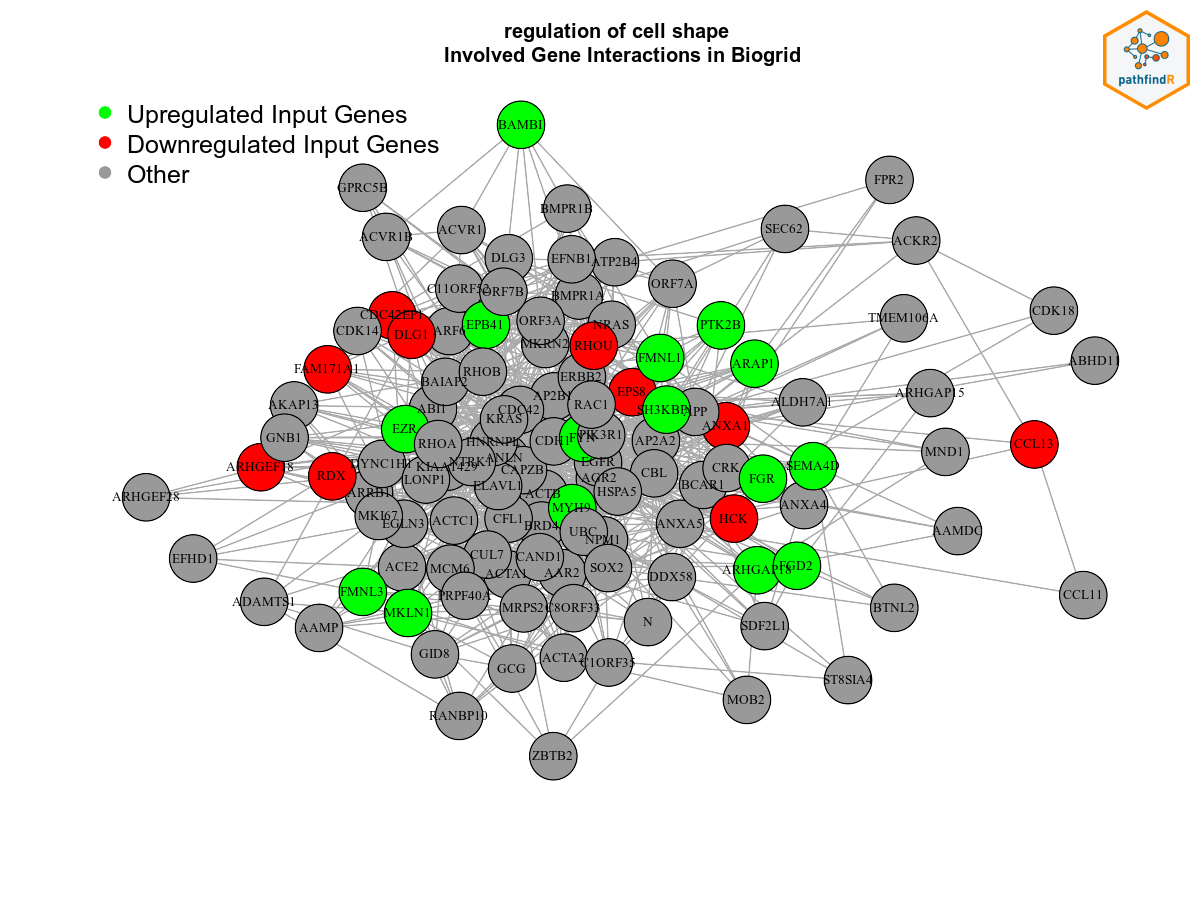 regulation of cell shape
Involved Gene Interactions in Biogrid
pathfindR
Upregulated Input Genes
Downregulated Input Genes
Other
BAMBI
GPRC5B
FPR2
BMPR1B
ACVR1
ACVR1B
SEC62
ACKR2
DLG3
EFNB1
ATP2B4
C11ORF52
ORF7B
BMPR1A
ORF7A
CDC42EP1
CDK14
DLG1
ARF6
EPB41
ORF3A
NRAS
MKRN2
RHOU
PTK2B
TMEM106A
CDK18
FMNL1
ARAP1
ABHD11
FAM171A1
BAIAP2
RHOB
ERBB2
EPS8
AP2B1
AKAP13
ABI1
CDC42
KRAS
RAC1
SH3KBP1
APP
ALDH7A1
ARHGAP15
GNB1
EZR
RHOA
HNRNPL
CDH1
FYN
PIK3R1
AP2A2
ANXA1
CCL13
MND1
ARHGEF18
RDX
DYNC1H1
KIAA1429
NTRK1
ANLN
CAPZB
EGFR
AGR2
CBL
CRK
BCAR1
FGR
SEMA4D
ARHGEF28
ARRB1
LONP1
ELAVL1
ACTB
HSPA5
MYH9
ANXA4
MKI67
EGLN3
ACTC1
CFL1
BRD4
UBC
NPM1
ANXA5
HCK
AAMDC
EFHD1
ACE2
MCM6
CUL7
ACTA1
CAND1
AAR2
SOX2
DDX58
ARHGAP18
FGD2
ADAMTS1
FMNL3
MKLN1
PRPF40A
MRPS2
C8ORF33
N
SDF2L1
BTNL2
CCL11
AAMP
GID8
GCG
ACTA2
C1ORF35
MOB2
ST8SIA4
RANBP10
ZBTB2